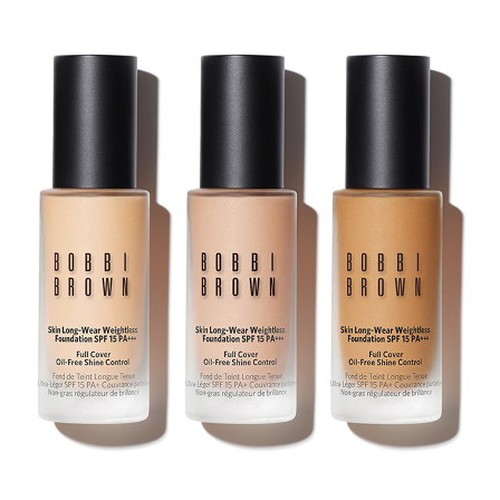 BOBBI
BROWN
Skin Long-Wear Weightless
Foundation SPF 15 PA+++
Full Cover
Oil-Free Shine Control
Fond de Teint Longue Tenue
Léger SPF 15 PA+ Couvrance
Non-gras régulateur de brillance
BOBBI
BROWN
Skin Long-Wear Weightless
Foundation SPF 15 PA+++
Full Cover
Oil-Free Shine Control
Fond de Teint Longue Tenue
Léger SPF 15 PA+ Couvrance
Non-gras régulateur de brillance
BOBBI
BROWN
Skin Long-Wear Weightless
Foundation SPF 15 PA+++
Full Cover
Oil-Free Shine Control
Fond de Teint Longue Tenue
Léger SPF 15 PA+ Couvrance
Non-gras régulateur de brillance